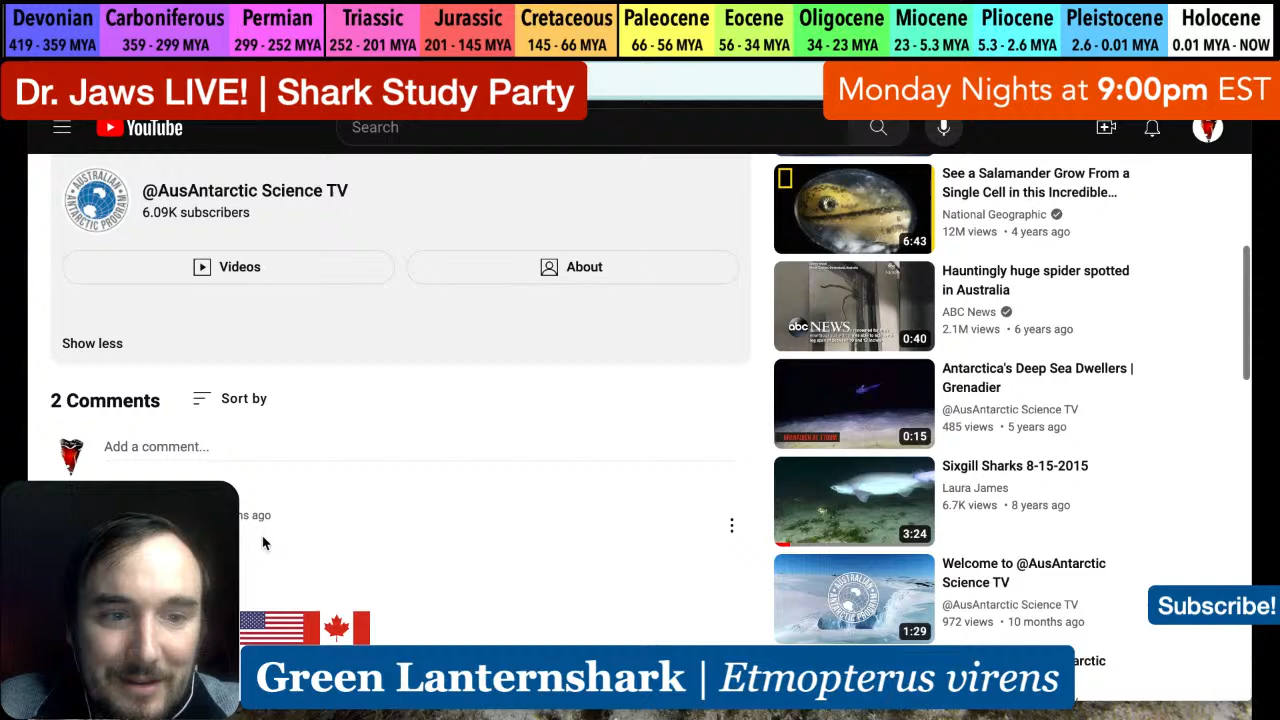 Devonian
419 - 359 MYA
Carboniferous
359 - 299 MYA
Permian
299 - 252 MYA
Triassic
252 - 201 MYA
Jurassic
201 - 145 MYA
Cretaceous
145 - 66 MYA
Paleocene
66 - 56 MYA
Eocene
56 - 34 MYA
Oligocene
34 - 23 MYA
Miocene
23 - 5.3 MYA
Pliocene
5.3 - 2.6 MYA
Pleistocene
2.6 - 0.01 MYA
Holocene
0.01 MYA - NOW
Dr. Jaws LIVE! | Shark Study Party
Monday Nights at 9:00pm EST
YouTube
Search
AUSTRALIAN
ANTARCTIC PROGRAM
@AusAntarctic Science TV
6.09K subscribers
Videos
About
Show less
2 Comments
Sort by
Add a comment...
ns ago
See a Salamander Grow From a
Single Cell in this Incredible...
National Geographic
12M views • 4 years ago
6:43
Hauntingly huge spider spotted
in Australia
ABC News
2.1M views • 6 years ago
abc NEWS
0:40
Antarctica's Deep Sea Dwellers |
Grenadier
@AusAntarctic Science TV
485 views • 5 years ago
0:15
Sixgill Sharks 8-15-2015
Laura James
6.7K views • 8 years ago
3:24
Welcome to @AusAntarctic
Science TV
@AusAntarctic Science TV
972 views • 10 months ago
1:29
Subscribe!
arctic
Green Lanternshark | Etmopterus virens